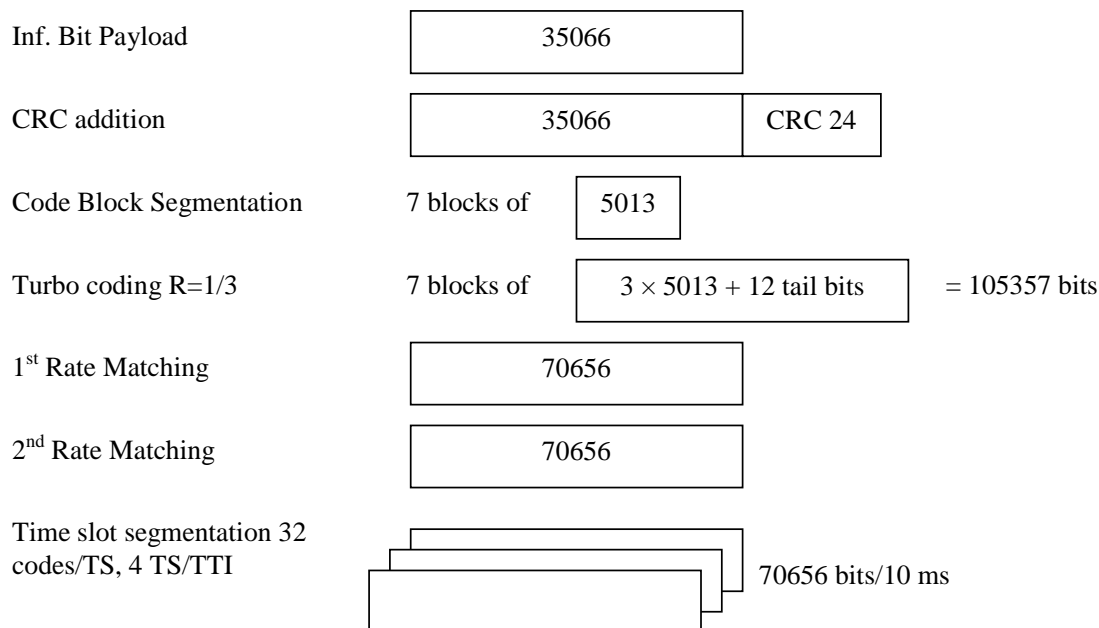 Inf. Bit Payload 35066
CRC addition 35066 CRC 24
Code Block Segmentation 7 blocks of 5013
Turbo coding R=1/3 7 blocks of 3 × 5013 + 12 tail bits = 105357 bits
1st Rate Matching 70656
2nd Rate Matching 70656
Time slot segmentation 32
codes/TS, 4 TS/TTI
70656 bits/10 ms